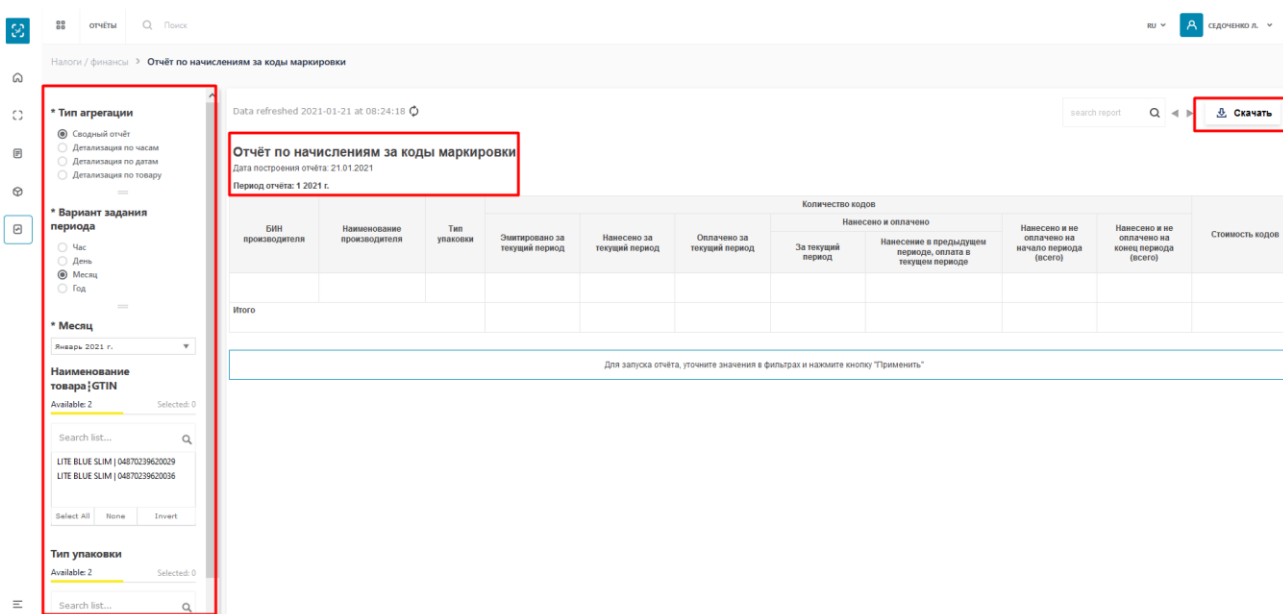 ОТЧЁТЫ
Поиск
RU
СЕДОЧЕНКО Л.
Налоги / финансы > Отчёт по начислениям за коды маркировки
* Тип агрегации
Сводный отчёт
Детализация по часам
Детализация по датам
Детализация по товару
* Вариант задания
периода
Час
День
Месяц
Год
* Месяц
Январь 2021 г.
Наименование
товара¦GTIN
Available: 2
Selected: 0
Search list...
LITE BLUE SLIM | 04870239620029
LITE BLUE SLIM | 04870239620036
Select All
None
Invert
Тип упаковки
Available: 2
Selected: 0
Search list...
Data refreshed 2021-01-21 at 08:24:18
search report
Скачать
Отчёт по начислениям за коды маркировки
Дата построения отчёта: 21.01.2021
Период отчёта: 1 2021 г.
БИН
производителя
Наименование
производителя
Тип
упаковки
Количество кодов
Эмитировано за
текущий период
Нанесено за
текущий период
Оплачено за
текущий период
Нанесено и оплачено
За текущий
период
Нанесение в предыдущем
периоде, оплата в
текущем периоде
Нанесено и не
оплачено на
начало периода
(всего)
Нанесено и не
оплачено на
конец периода
(всего)
Стоимость кодов
Итого
Для запуска отчёта, уточните значения в фильтрах и нажмите кнопку "Применить"